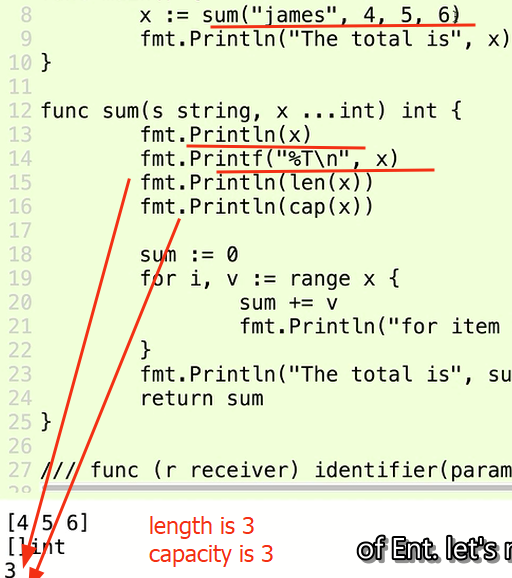 8 x := sum("james", 4, 5, 6)
9 fmt.Println("The total is", x)
10 }
11
12 func sum(s string, x ...int) int {
13 fmt.Println(x)
14 fmt.Printf("%T\n", x)
15 fmt.Println(len(x))
16 fmt.Println(cap(x))
17
18 sum := 0
19 for i, v := range x {
20 sum += v
21 fmt.Println("for item
22 }
23 fmt.Println("The total is", su
24 return sum
25 }
26
27 /// func (r receiver) identifier(param
[4 5 6]
[]int
3
length is 3
capacity is 3
of Ent. let's